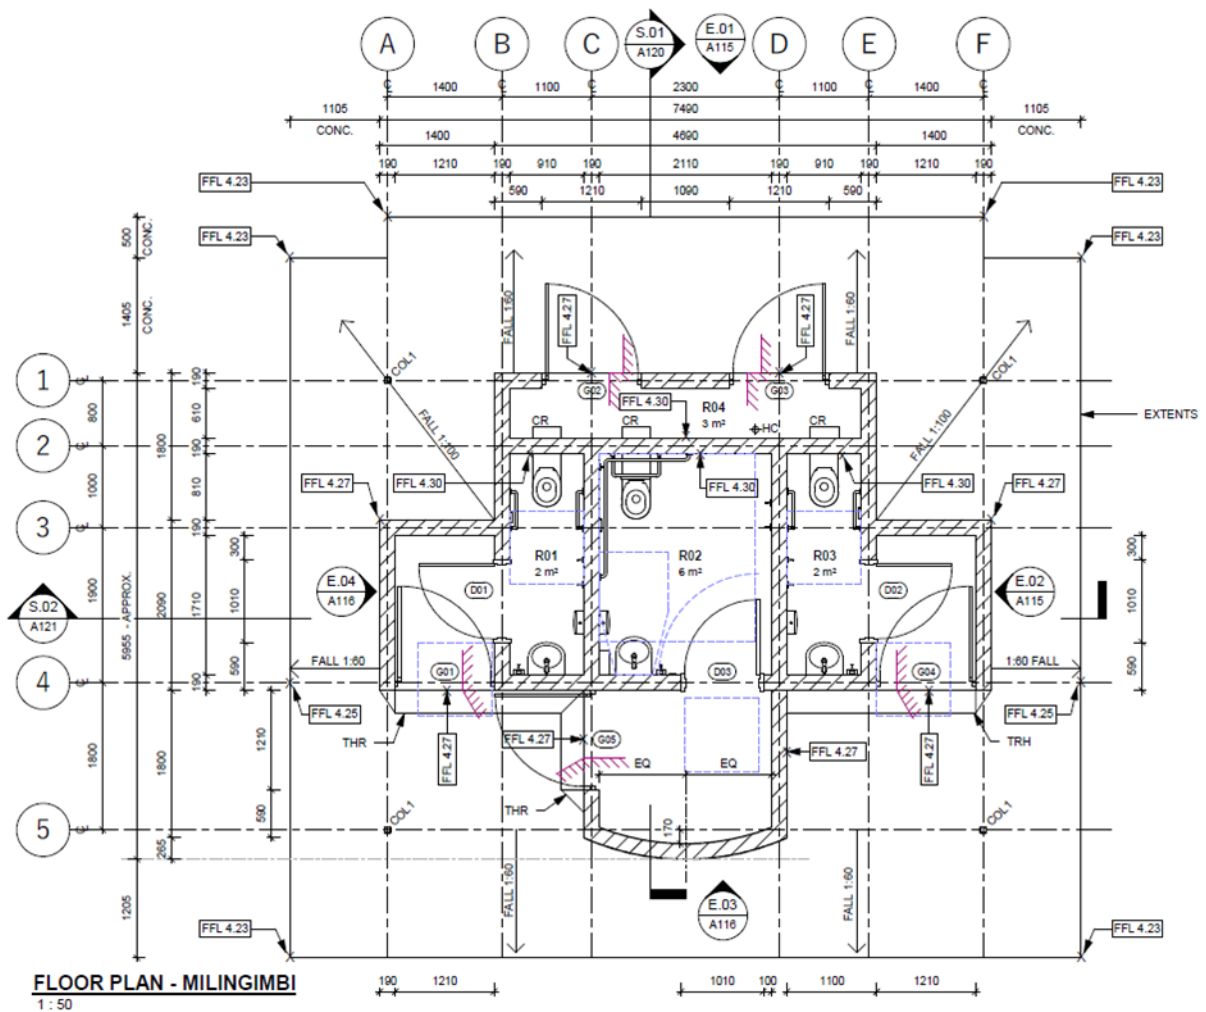 A B C S.01 E.01 D E F
A120 A115
1400 1100 2300 1100 1400
1105 7490 1105
CONC. CONC.
1400 4690 1400
190 1210 190 910 190 2110 190 910 190 1210 190
590 1210 1090 1210 590
FFL 4.23 FFL 4.23
500 CONC.
FFL 4.23 FFL 4.23
1405 CONC.
FALL 1:60 FFL 4.27 FFL 4.27 FALL 1:60
COL1 COL1
1 190
G02 G03
800 1800 610 FFL 4.30 R04 EXTENTS
FALL 1:100 CR CR 3 m² HC CR FALL 1:100
2 190
1000 810 FFL 4.27 FFL 4.30 FFL 4.30 FFL 4.30 FFL 4.27
3 190
300 R01 R02 R03 300
2 m² 6 m² 2 m²
E.04 E.02
A116 A115
S.02
A121
1900 5955 - APPROX. 2090 1710 1010 D01 D02 1010
590 590
FALL 1:60 1:60 FALL
4 190 G01 D03 G04
FFL 4.25 FFL 4.25
THR FFL 4.27 FFL 4.27 G05 FFL 4.27 FFL 4.27 TRH
1800 1800 1210 EQ EQ
590 COL1 THR COL1
5 170
265
1205 FALL 1:60 FALL 1:60
E.03
A116
FFL 4.23 FFL 4.23
FLOOR PLAN - MILINGIMBI
190 1210 1010 100 1100 1210
1 : 50